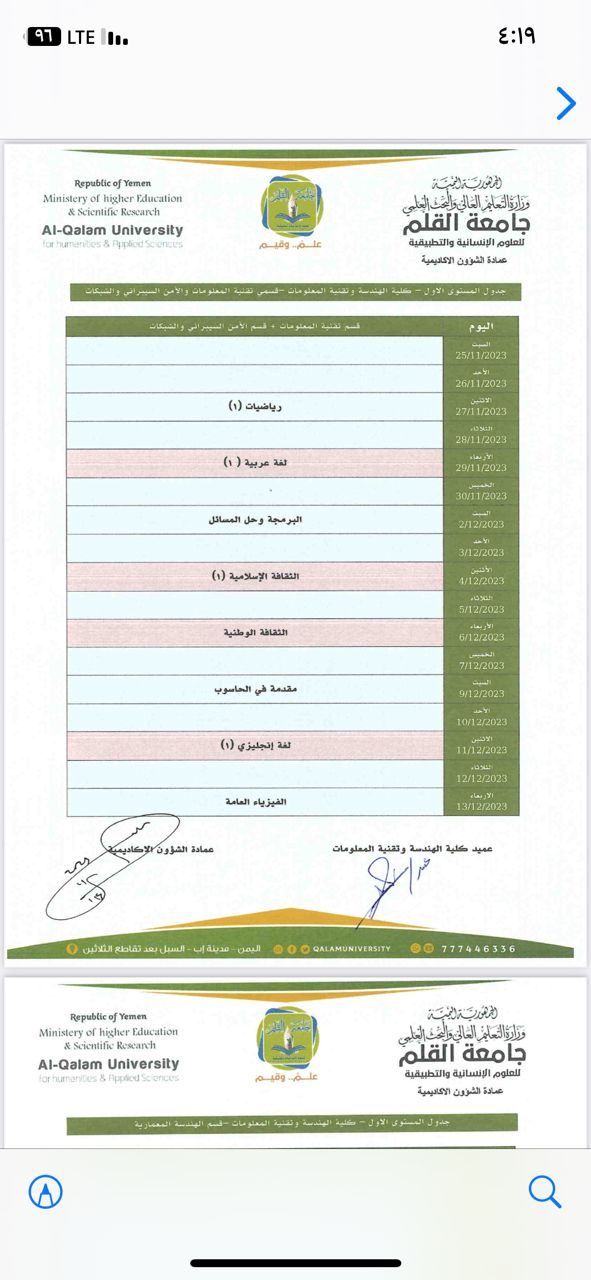 ٩٦ LTE
٤:١٩
Republic of Yemen
Ministry of higher Education
& Scientific Research
Al-Qalam University
for humanities & Applied Sciences
جامعة القلم
علم.. وقيم
الجمهورية اليمنية
وزارة التعليم العالي والبحث العلمي
جامعة القلم
للعلوم الإنسانية والتطبيقية
عمادة الشؤون الاكاديمية
جدول المستوى الاول – كلية الهندسة وتقنية المعلومات –قسمي تقنية المعلومات والأمن السيبراني والشبكات
اليوم
قسم تقنية المعلومات + قسم الأمن السيبراني والشبكات
السبت
25/11/2023
الأحد
26/11/2023
الاثنين
27/11/2023
رياضيات (١)
الثلاثاء
28/11/2023
الأربعاء
29/11/2023
لغة عربية ( ١)
الخميس
30/11/2023
السبت
2/12/2023
البرمجة وحل المسائل
الأحد
3/12/2023
الأثنين
4/12/2023
الثقافة الإسلامية (١)
الثلاثاء
5/12/2023
الأربعاء
6/12/2023
الثقافة الوطنية
الخميس
7/12/2023
السبت
9/12/2023
مقدمة في الحاسوب
الأحد
10/12/2023
الاثنين
11/12/2023
لغة إنجليزي (١)
الثلاثاء
12/12/2023
الاربعاء
13/12/2023
الفيزياء العامة
عميد كلية الهندسة وتقنية المعلومات
عمادة الشؤون الإكاديمية
اليمن – مدينة إب – السبل بعد تقاطع الثلاثين
QALAMUNIVERSITY
777446336
Republic of Yemen
Ministry of higher Education
& Scientific Research
Al-Qalam University
for humanities & Applied Sciences
جامعة القلم
علم.. وقيم
الجمهورية اليمنية
وزارة التعليم العالي والبحث العلمي
جامعة القلم
للعلوم الإنسانية والتطبيقية
عمادة الشؤون الاكاديمية
جدول المستوى الاول – كلية الهندسة وتقنية المعلومات –قسم الهندسة المعمارية